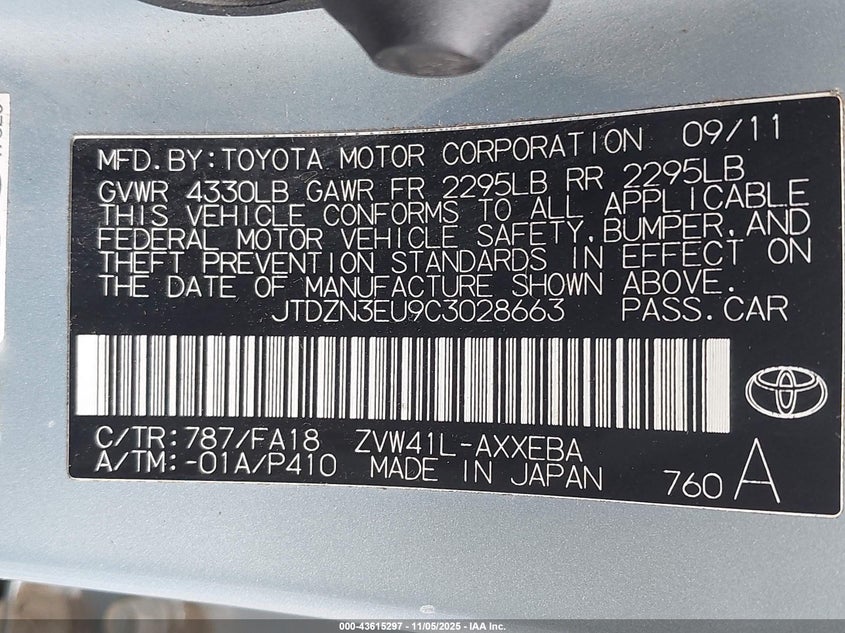 MFD.BY:TOYOTA MOTOR CORPORATION 09/11
GVWR 4330LB GAWR FR 2295LB RR 2295LB
THIS VEHICLE CONFORMS TO ALL APPLICABLE
FEDERAL MOTOR VEHICLE SAFETY,BUMPER,AND
THEFT PREVENTION STANDARDS IN EFFECT ON
THE DATE OF MANUFACTURE SHOWN ABOVE.
JTDZN3EU9C3028663 PASS.CAR
C/TR:787/FA18 ZVW41L-AXXEBA
A/TM:-01A/P410 MADE IN JAPAN 760 A
000-43615297 - 11/05/2025 - IAA Inc.